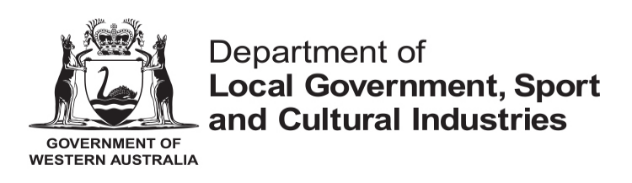 Department of
Local Government, Sport
and Cultural Industries
GOVERNMENT OF
WESTERN AUSTRALIA